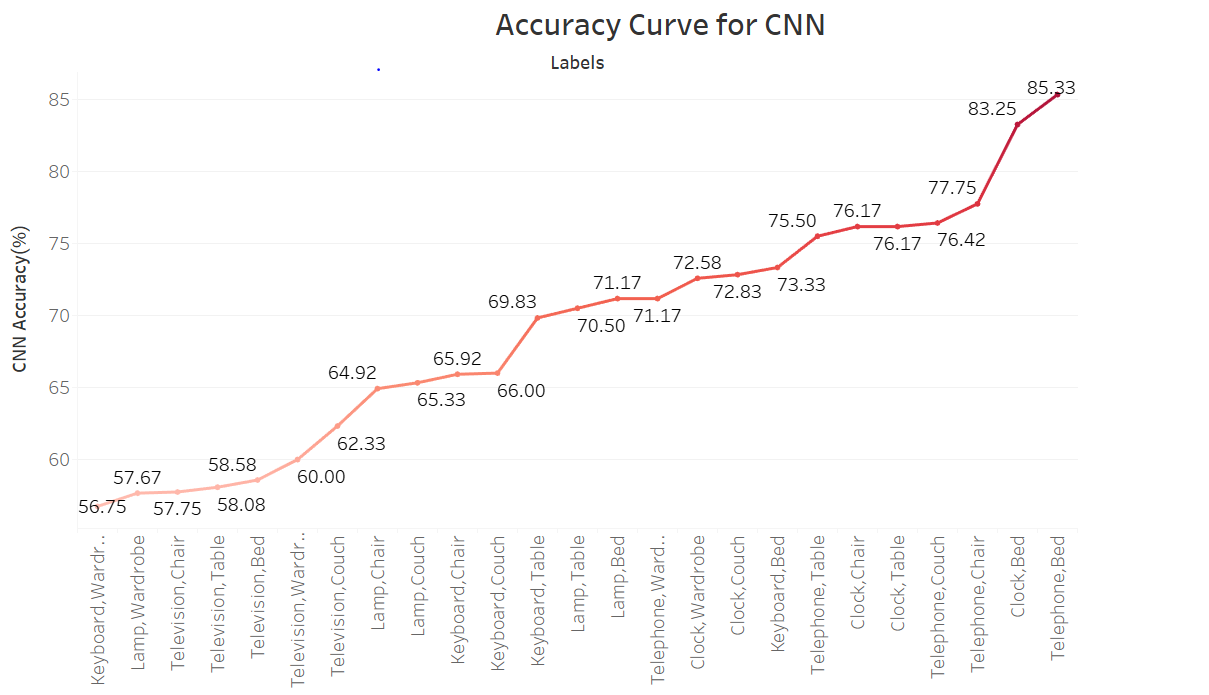 Accuracy Curve for CNN
Labels
CNN Accuracy(%)
85
80
75
70
65
60
56.75
57.67
57.75
58.08
58.58
60.00
62.33
64.92
65.33
65.92
66.00
69.83
70.50
71.17
71.17
72.58
72.83
73.33
75.50
76.17
76.17
76.42
77.75
83.25
85.33
Keyboard,Wardr..
Lamp,Wardrobe
Television,Chair
Television,Table
Television,Bed
Television,Wardr..
Television,Couch
Lamp,Chair
Lamp,Couch
Keyboard,Chair
Keyboard,Couch
Keyboard,Table
Lamp,Table
Lamp,Bed
Telephone,Ward..
Clock,Wardrobe
Clock,Couch
Keyboard,Bed
Telephone,Table
Clock,Chair
Clock,Table
Telephone,Couch
Telephone,Chair
Clock,Bed
Telephone,Bed